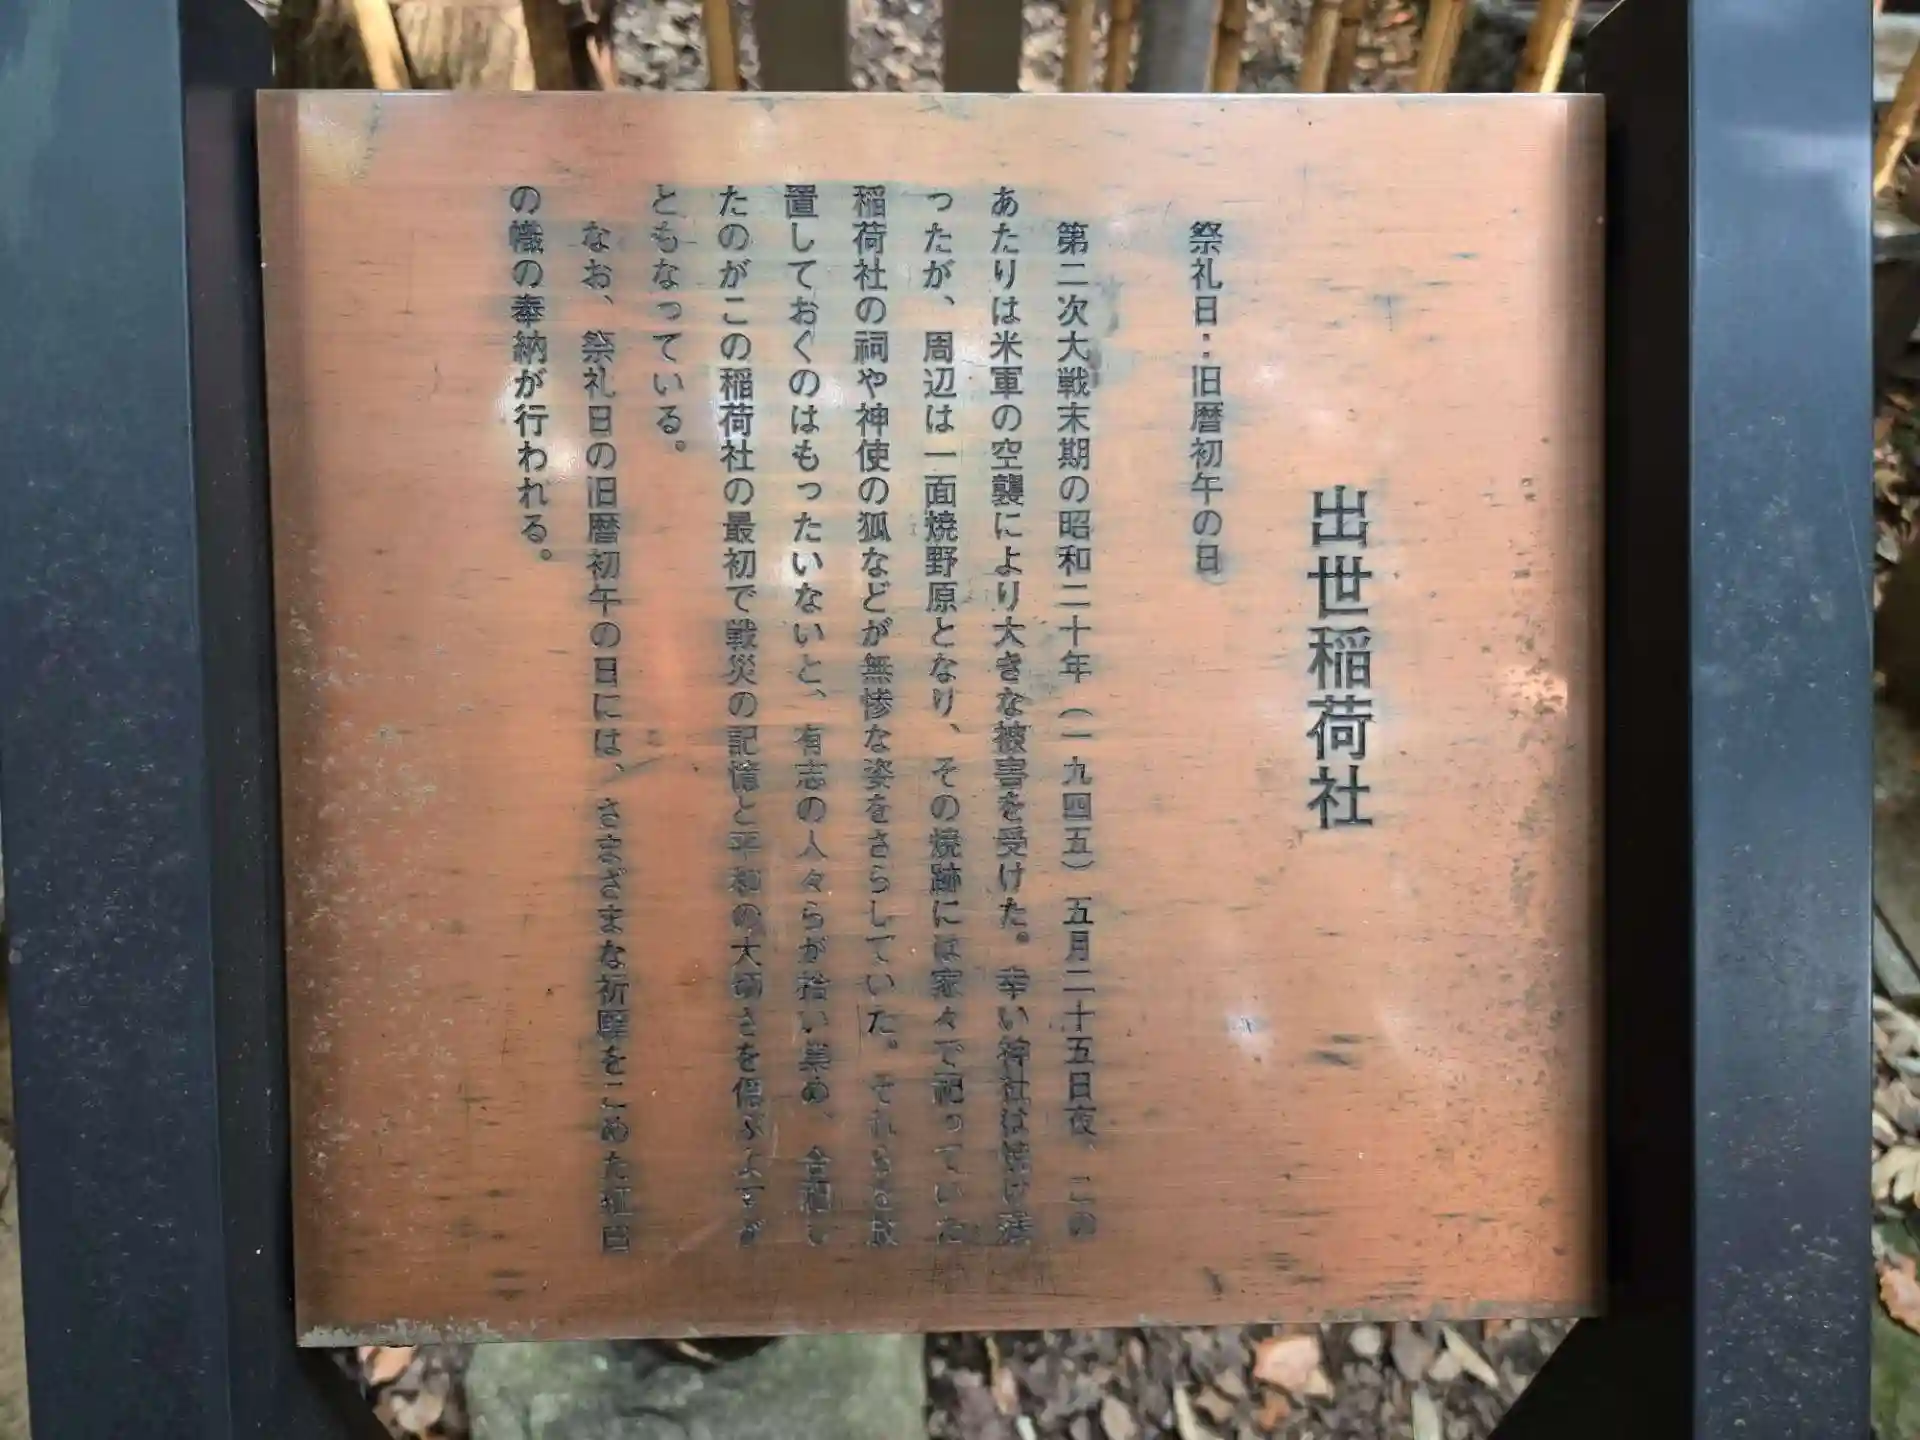 出世稲荷社
祭礼日：旧暦初午の日
第二次大戦末期の昭和二十年（一九四五）五月二十五日夜、この
あたりは米軍の空襲により大きな被害を受けた。幸い神社は焼け残
ったが、周辺は一面焼野原となり、その焼跡には家々で祀っていた
稲荷社の祠や神使の狐などが無惨な姿をさらしていた。それらを放
置しておくのはもったいないと、有志の人々らが拾い集め、合祀し
たのがこの稲荷社の最初で戦災の記憶と平和の大切さを偲ぶよすが
ともなっている。
なお、祭礼日の旧暦初午の日には、さまざまな祈願をこめた紅白
の幟の奉納が行われる。